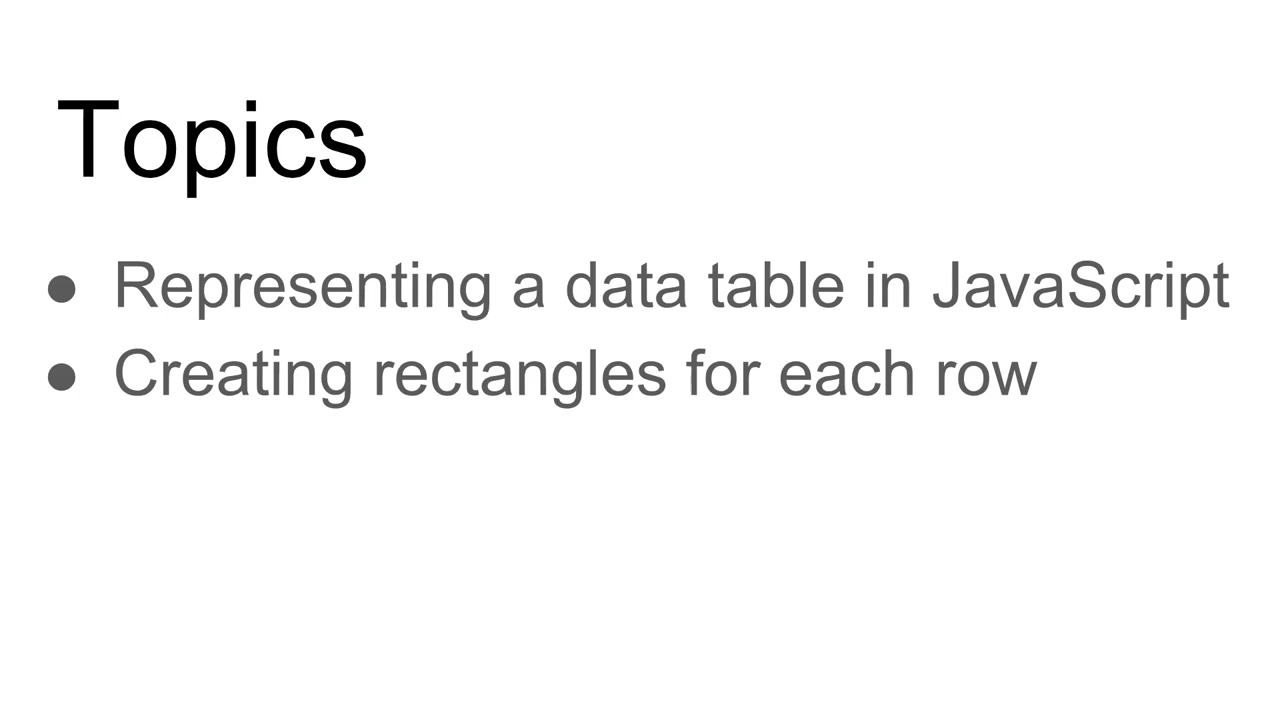 Topics
● Representing a data table in JavaScript
● Creating rectangles for each row